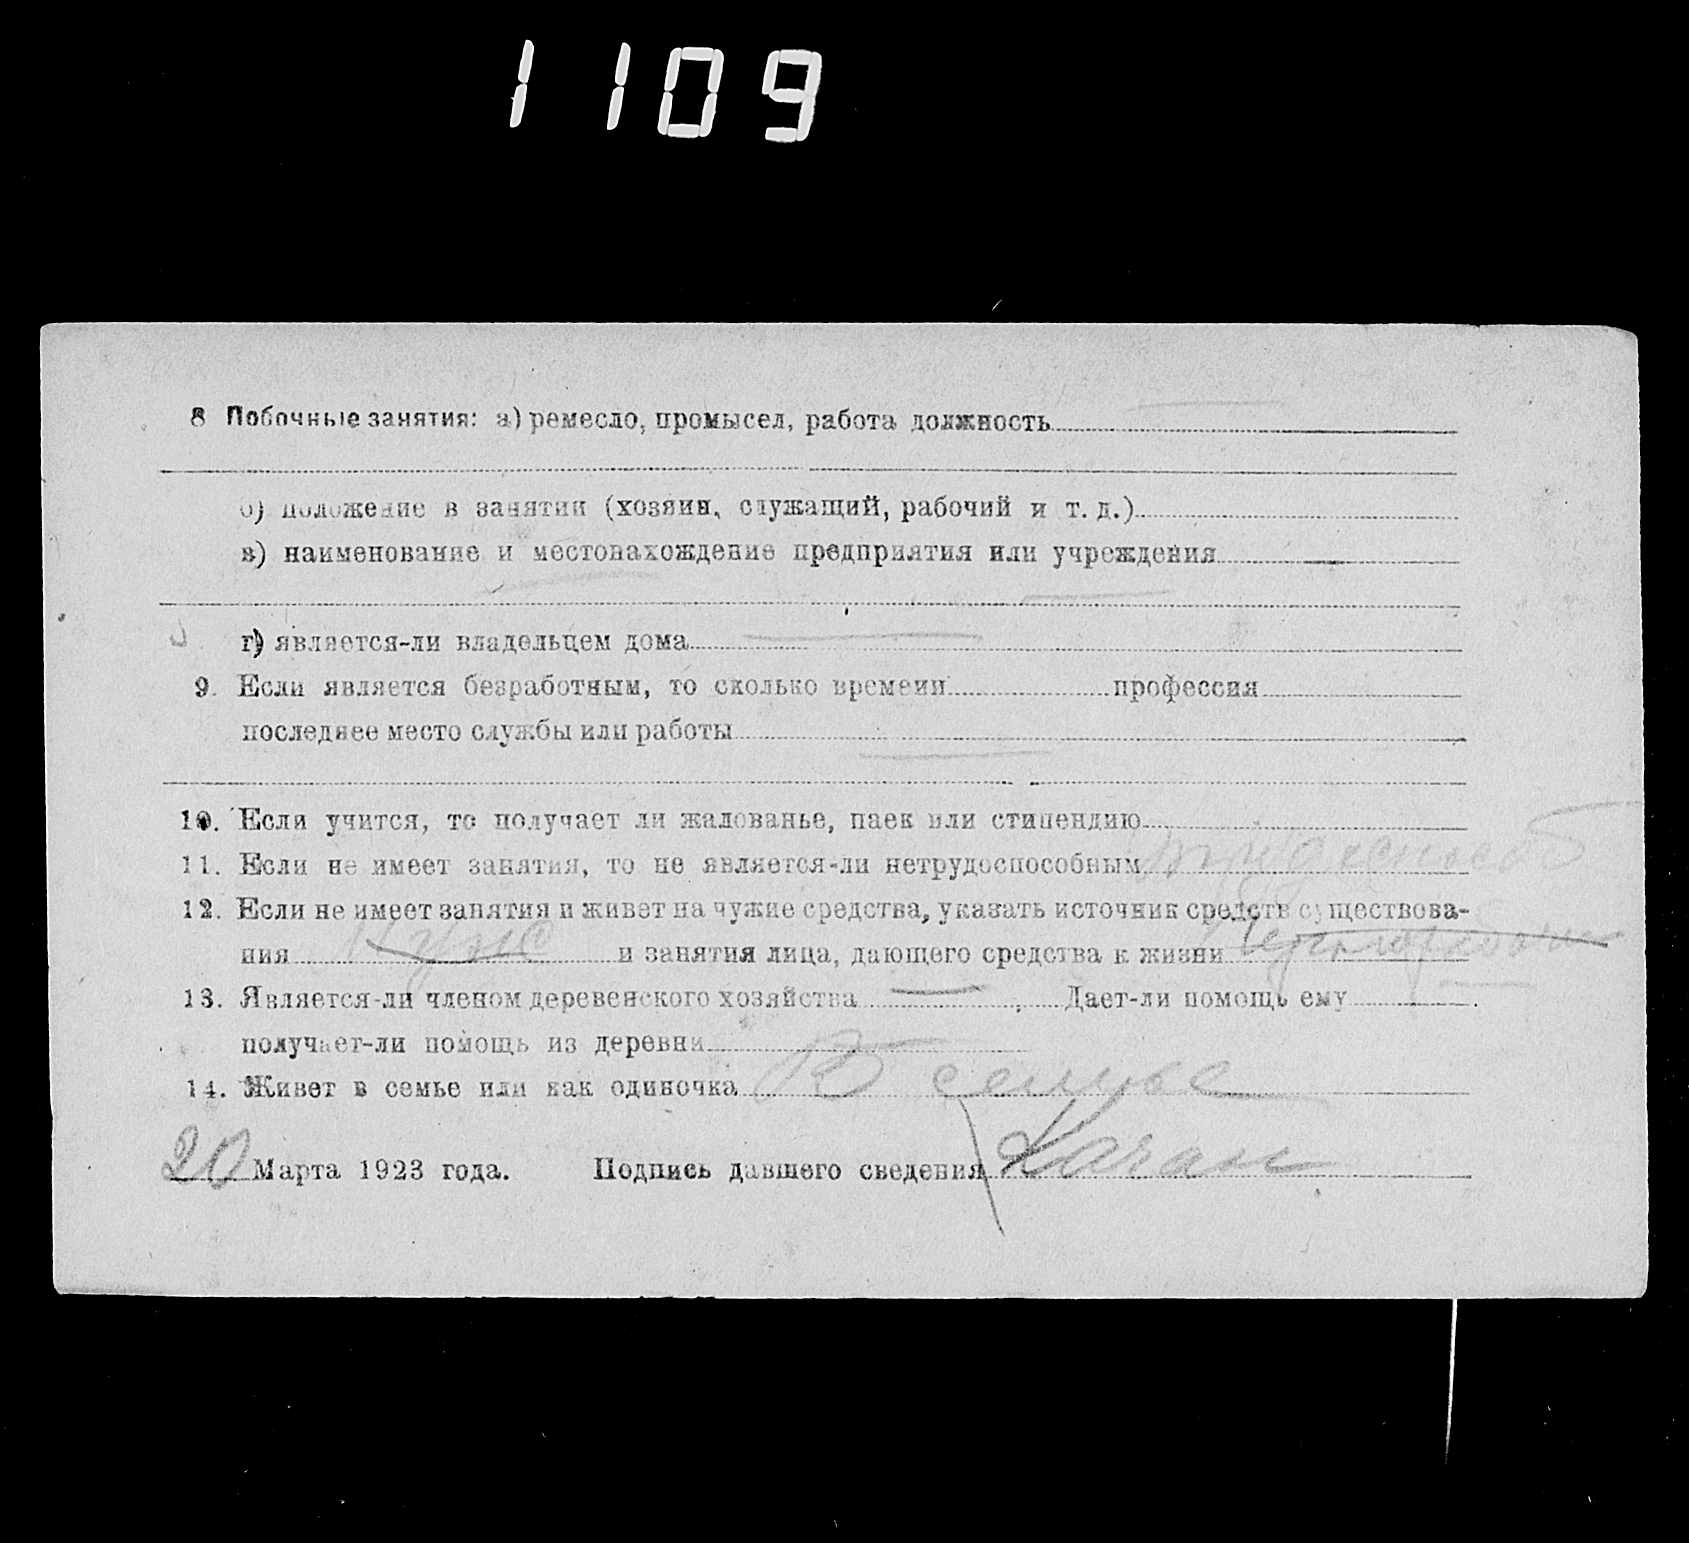 1109
8 Побочные занятия: а) ремесло, промысел, работа должность
б) положение в занятии (хозяин, служащий, рабочий и т. д.)
в) наименование и местонахождение предприятия или учреждения
г) является-ли владельцем дома
9. Если является безработным, то сколько времени профессия
последнее место службы или работы
10. Если учится, то получает ли жалованье, паек или стипендию
11. Если не имеет занятия, то не является-ли нетрудоспособным
12. Если не имеет занятия и живет на чужие средства, указать источник средств существова-
ния и занятия лица, дающего средства к жизни
13. Является-ли членом деревенского хозяйства Дает-ли помощь ему
получает-ли помощь из деревни
14. Живет в семье или как одиночка В семье
20 Марта 1923 года. Подпись давшего сведения Каган